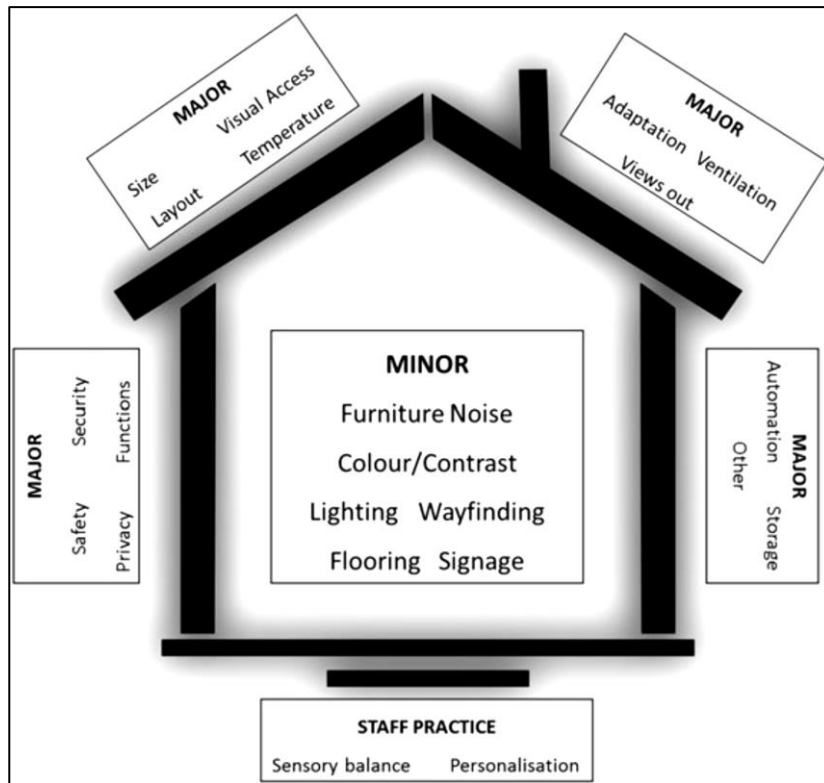 MAJOR
Visual Access
Size
Temperature
Layout
MAJOR
Adaptation
Ventilation
Views out
MAJOR
Safety Security
Privacy Functions
MINOR
Furniture Noise
Colour/Contrast
Lighting Wayfinding
Flooring Signage
MAJOR
Automation Storage
Other
STAFF PRACTICE
Sensory balance Personalisation